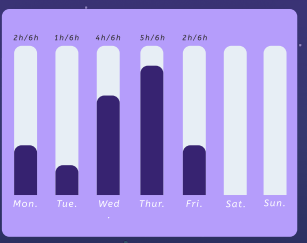 2h/6h 1h/6h 4h/6h 5h/6h 2h/6h
Mon. Tue. Wed Thur. Fri. Sat. Sun.
.